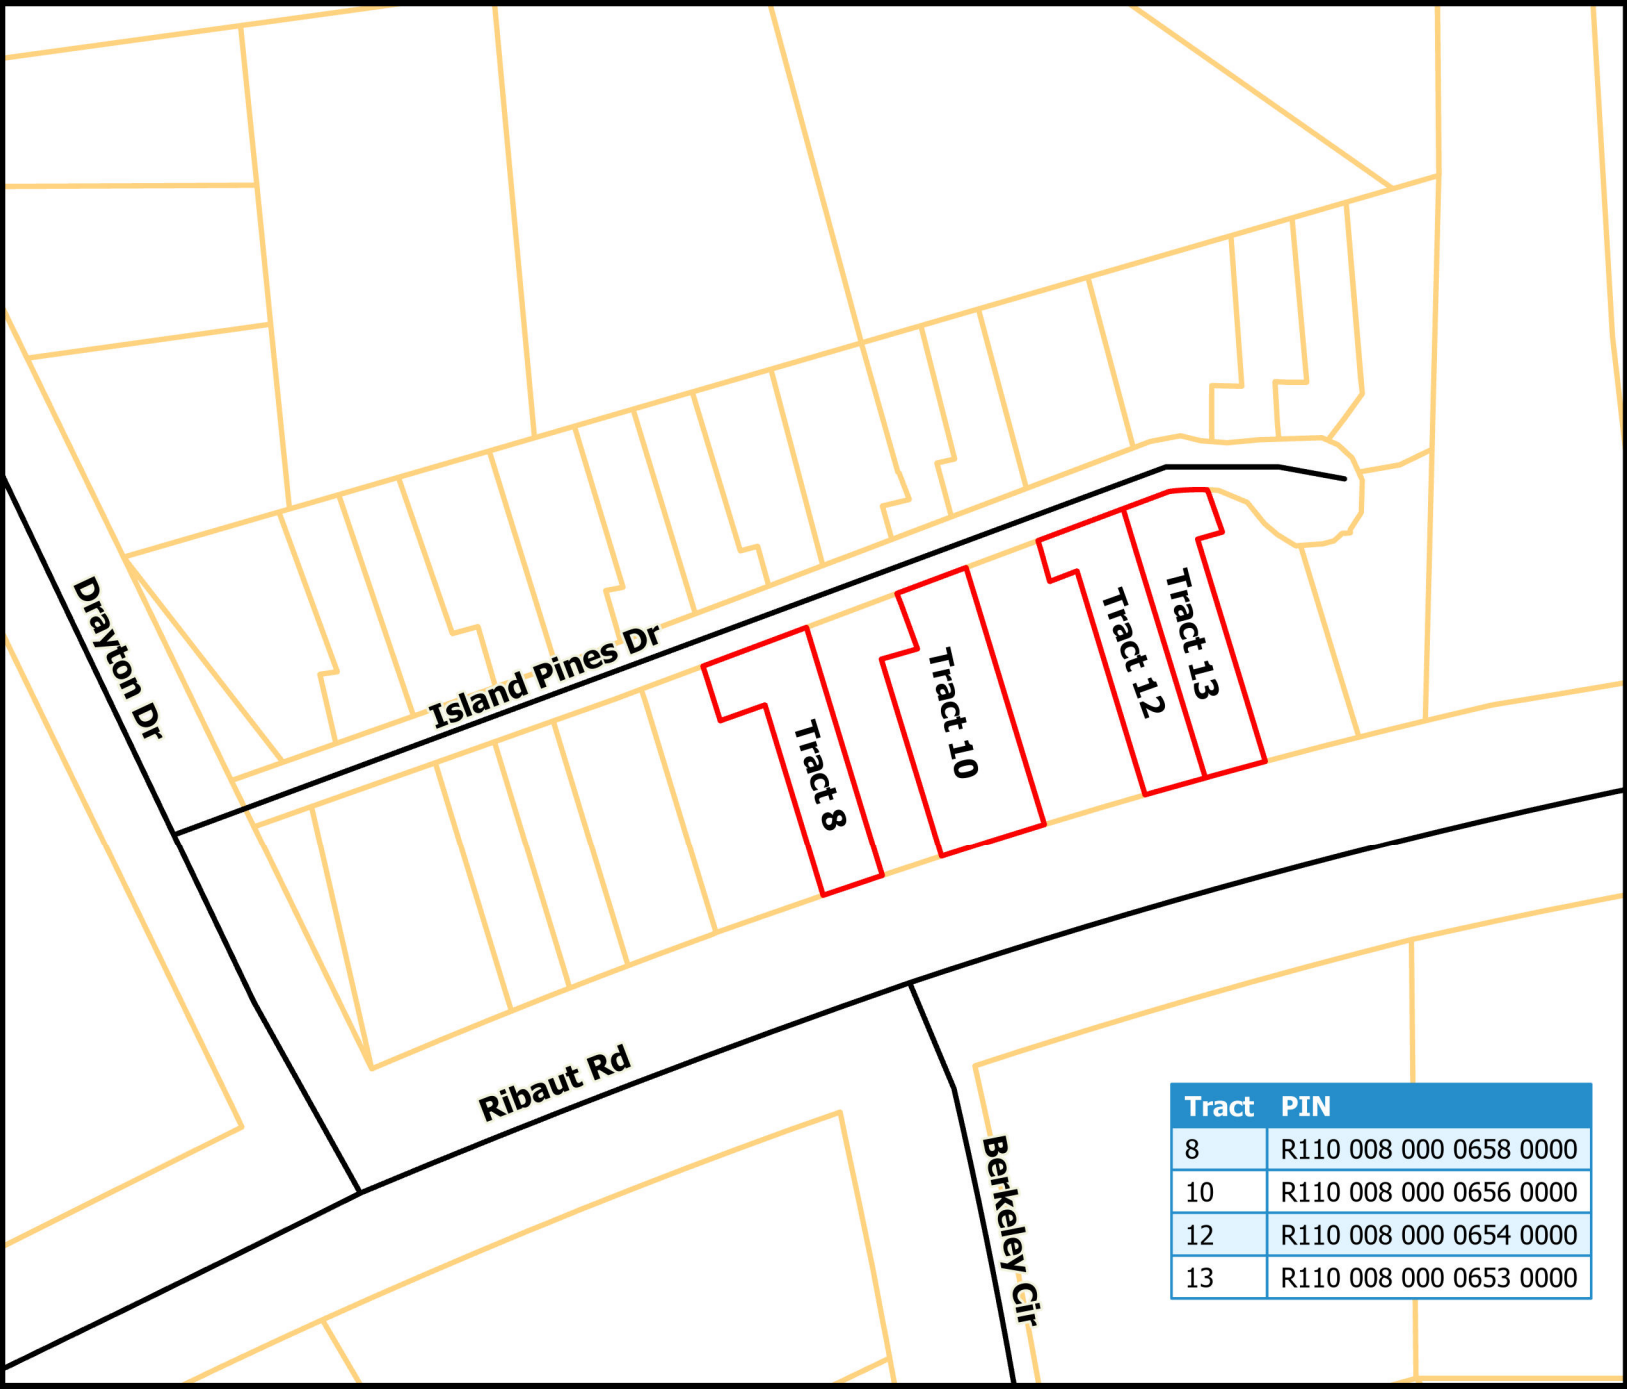 Drayton Dr
Island Pines Dr
Tract 8
Tract 10
Tract 12
Tract 13
Ribaut Rd
Berkeley Cir
Tract PIN
8 R110 008 000 0658 0000
10 R110 008 000 0656 0000
12 R110 008 000 0654 0000
13 R110 008 000 0653 0000